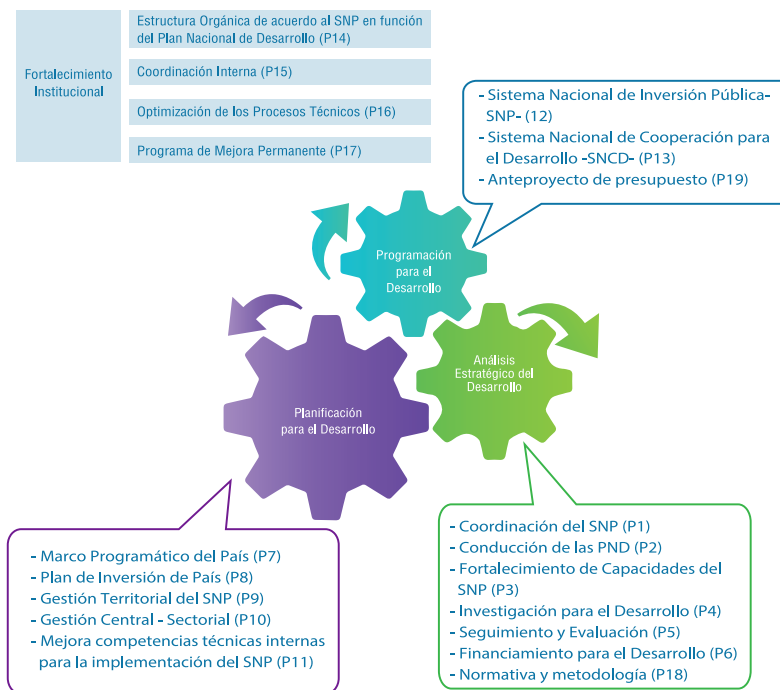 Fortalecimiento
Institucional
Estructura Orgánica de acuerdo al SNP en función
del Plan Nacional de Desarrollo (P14)
Coordinación Interna (P15)
Optimización de los Procesos Técnicos (P16)
Programa de Mejora Permanente (P17)
- Sistema Nacional de Inversión Pública-
SNP- (12)
- Sistema Nacional de Cooperación para
el Desarrollo -SNCD- (P13)
- Anteproyecto de presupuesto (P19)
Programación
para el
Desarrollo
Análisis
Estratégico del
Desarrollo
Planificación
para el Desarrollo
- Marco Programático del País (P7)
- Plan de Inversión de País (P8)
- Gestión Territorial del SNP (P9)
- Gestión Central - Sectorial (P10)
- Mejora competencias técnicas internas
para la implementación del SNP (P11)
- Coordinación del SNP (P1)
- Conducción de las PND (P2)
- Fortalecimiento de Capacidades del
SNP (P3)
- Investigación para el Desarrollo (P4)
- Seguimiento y Evaluación (P5)
- Financiamiento para el Desarrollo (P6)
- Normativa y metodología (P18)